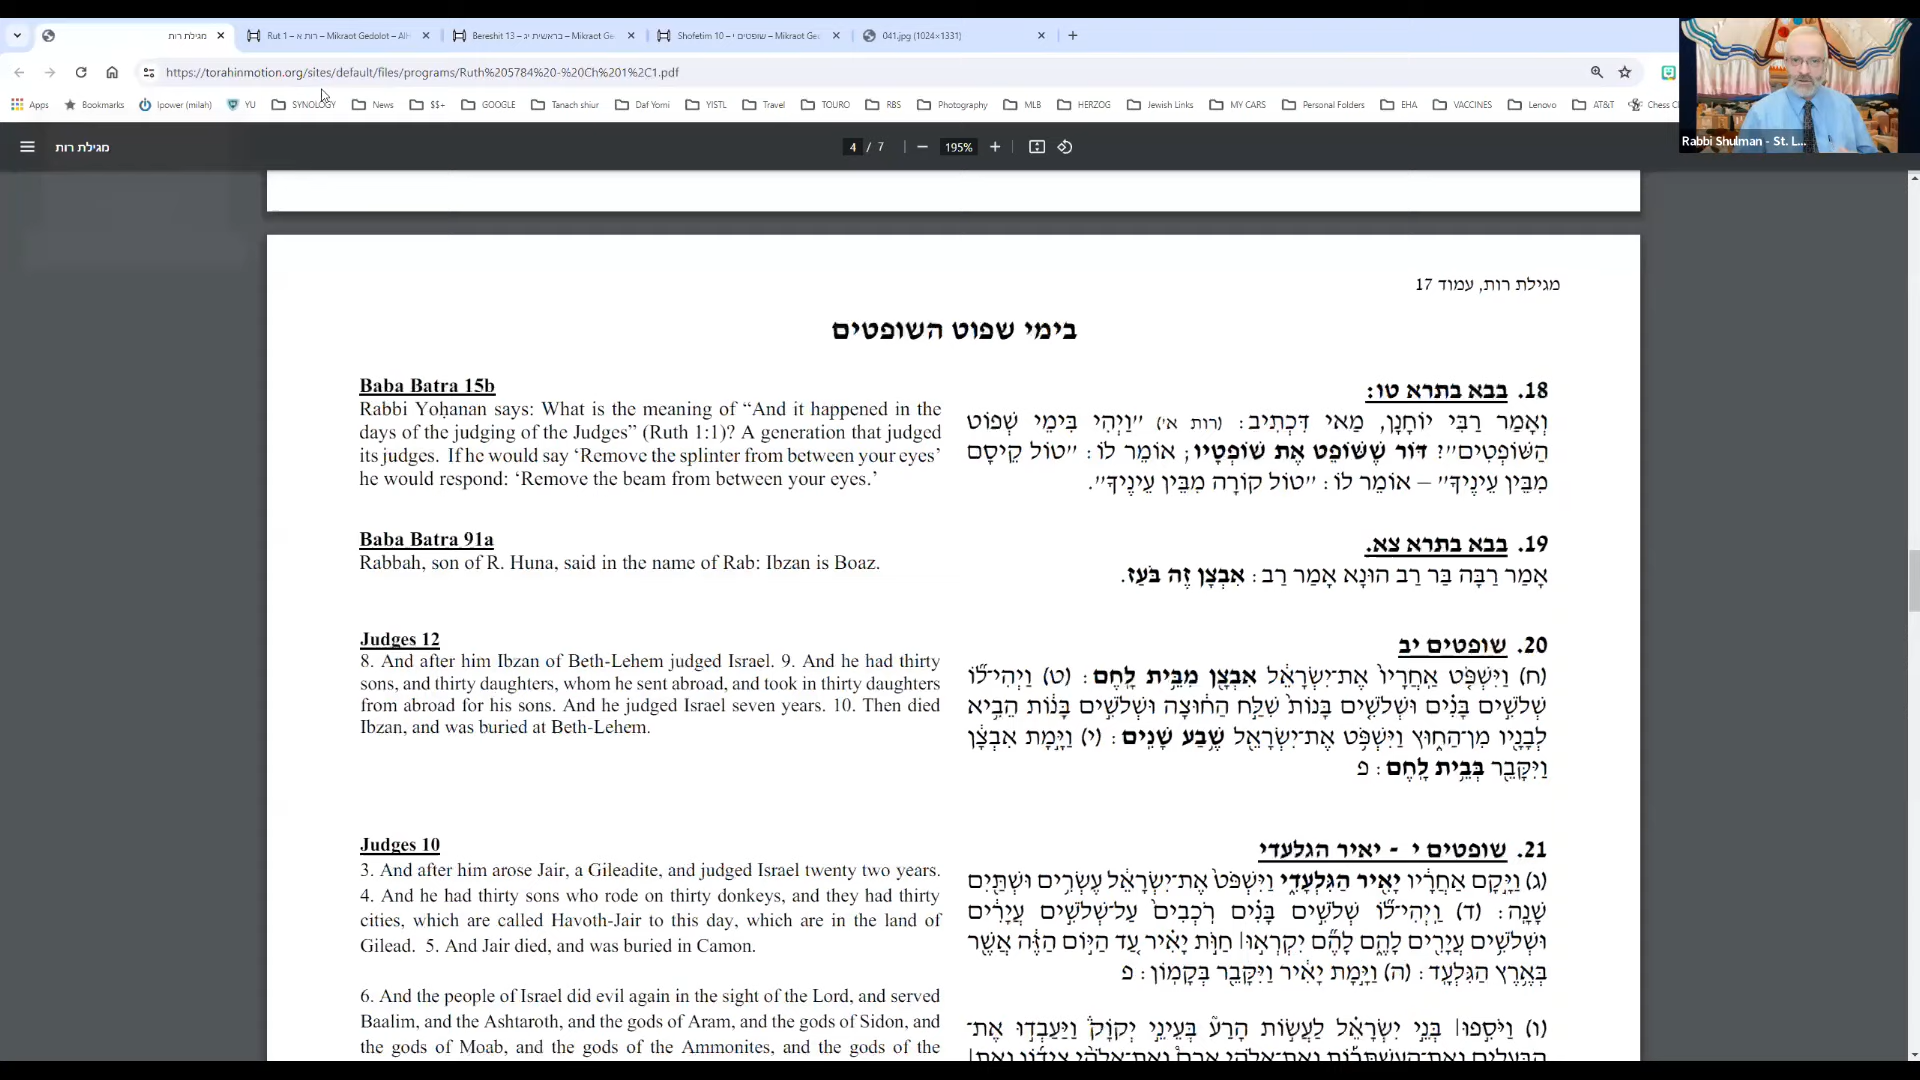 מגילת רות
Rut 1 – רות א – Mikraot Gedolot – AlH
Bereshit 13 – בראשית יג – Mikraot Ge
Shofetim 10 – שופטים י – Mikraot Ge
041.jpg (1024×1331)
https://torahinmotion.org/sites/default/files/programs/Ruth%205784%20-%20Ch%201%2C1.pdf
Apps
Bookmarks
Ipower (milah)
YU
SYNOLOGY
News
$$+
GOOGLE
Tanach shiur
Daf Yomi
YISTL
Travel
TOURO
RBS
Photography
MLB
HERZOG
Jewish Links
MY CARS
Personal Folders
EHA
VACCINES
Lenovo
AT&T
Chess C
Rabbi Shulman - St. L...
מגילת רות
4 / 7
195%
מגילת רות, עמוד 17
בימי שפוט השופטים
Baba Batra 15b
Rabbi Yoḥanan says: What is the meaning of “And it happened in the
days of the judging of the Judges” (Ruth 1:1)? A generation that judged
its judges. If he would say ‘Remove the splinter from between your eyes’
he would respond: ‘Remove the beam from between your eyes.’
18. בבא בתרא טו:
וְאָמַר רַבִּי יוֹחָנָן, מַאי דִּכְתִיב: (רות א׳) ״וַיְהִי בִּימֵי שְׁפוֹט
הַשּׁוֹפְטִים״? דּוֹר שֶׁשּׁוֹפֵט אֶת שׁוֹפְטָיו; אוֹמֵר לוֹ: ״טוֹל קֵיסָם
מִבֵּין עֵינֶיךָ״ – אוֹמֵר לוֹ: ״טוֹל קוֹרָה מִבֵּין עֵינֶיךָ״.
Baba Batra 91a
Rabbah, son of R. Huna, said in the name of Rab: Ibzan is Boaz.
19. בבא בתרא צא.
אָמַר רַבָּה בַּר רַב הוּנָא אָמַר רַב: אִבְצָן זֶה בֹּעַז.
Judges 12
8. And after him Ibzan of Beth-Lehem judged Israel. 9. And he had thirty
sons, and thirty daughters, whom he sent abroad, and took in thirty daughters
from abroad for his sons. And he judged Israel seven years. 10. Then died
Ibzan, and was buried at Beth-Lehem.
20. שופטים יב
(ח) וַיִּשְׁפֹּ֤ט אַֽחֲרָיו֙ אֶת־יִשְׂרָאֵ֔ל אִבְצָ֖ן מִבֵּ֥ית לָֽחֶם: (ט) וַיְהִי־ל֞וֹ
שְׁלֹשִׁ֣ים בָּנִ֗ים וּשְׁלֹשִׁ֤ים בָּנוֹת֙ שִׁלַּ֣ח הַח֔וּצָה וּשְׁלֹשִׁ֣ים בָּנ֔וֹת הֵבִ֥יא
לְבָנָ֖יו מִן־הַח֑וּץ וַיִּשְׁפֹּ֥ט אֶת־יִשְׂרָאֵ֖ל שֶׁ֥בַע שָׁנִֽים: (י) וַיָּ֣מָת אִבְצָ֔ן
וַיִּקָּבֵ֖ר בְּבֵ֥ית לָֽחֶם: פ
Judges 10
3. And after him arose Jair, a Gileadite, and judged Israel twenty two years.
4. And he had thirty sons who rode on thirty donkeys, and they had thirty
cities, which are called Havoth-Jair to this day, which are in the land of
Gilead. 5. And Jair died, and was buried in Camon.
21. שופטים י - יאיר הגלעדי
(ג) וַיָּ֣קָם אַחֲרָ֔יו יָאִ֖יר הַגִּלְעָדִ֑י וַיִּשְׁפֹּט֙ אֶת־יִשְׂרָאֵ֔ל עֶשְׂרִ֥ים וּשְׁתַּ֖יִם
שָׁנָֽה: (ד) וַֽיְהִי־ל֞וֹ שְׁלֹשִׁ֣ים בָּנִ֗ים רֹֽכְבִים֙ עַל־שְׁלֹשִׁ֣ים עֲיָרִ֔ים
וּשְׁלֹשִׁ֥ים עֲיָרִ֖ים לָהֶ֑ם לָהֶ֞ם יִקְרְא֣וּ׀ חַוֺּ֣ת יָאִ֗יר עַ֚ד הַיּ֣וֹם הַזֶּ֔ה אֲשֶׁ֖ר
בְּאֶ֥רֶץ הַגִּלְעָֽד: (ה) וַיָּ֣מָת יָאִ֔יר וַיִּקָּבֵ֖ר בְּקָמֽוֹן: פ
6. And the people of Israel did evil again in the sight of the Lord, and served
Baalim, and the Ashtaroth, and the gods of Aram, and the gods of Sidon, and
the gods of Moab, and the gods of the Ammonites, and the gods of the
(ו) וַיֹּסִ֣פוּ׀ בְּנֵ֣י יִשְׂרָאֵ֗ל לַעֲשׂ֣וֹת הָרַע֮ בְּעֵינֵ֣י יְקֹוָק֒ וַיַּעַבְד֣וּ אֶת־
הַבְּעָלִ֣ים וְאֶת־הָעַשְׁתָּר֡וֹת וְאֶת־אֱלֹהֵ֣י אֲרָם֩ וְאֶת־אֱלֹהֵ֨י צִיד֜וֹן וְאֵ֣ת׀